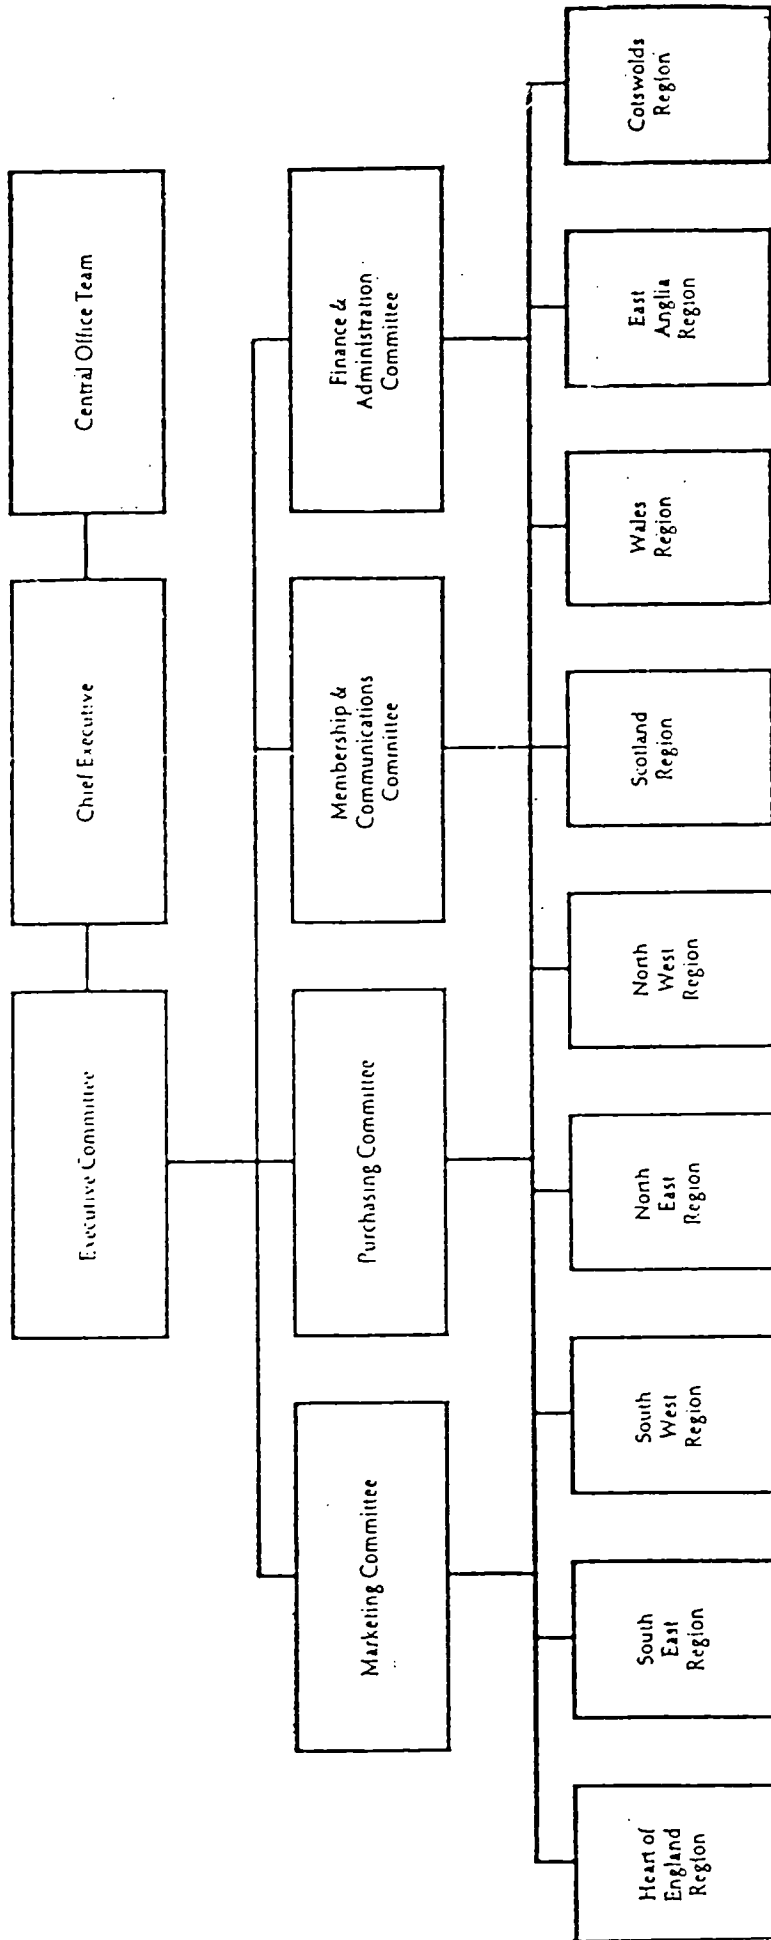 Executive Committee
Chief Executive
Central Office Team
Marketing Committee
Purchasing Committee
Membership &
Communications
Committee
Finance &
Administration
Committee
Heart of
England
Region
South
East
Region
South
West
Region
North
East
Region
North
West
Region
Scotland
Region
Wales
Region
East
Anglia
Region
Cotswolds
Region